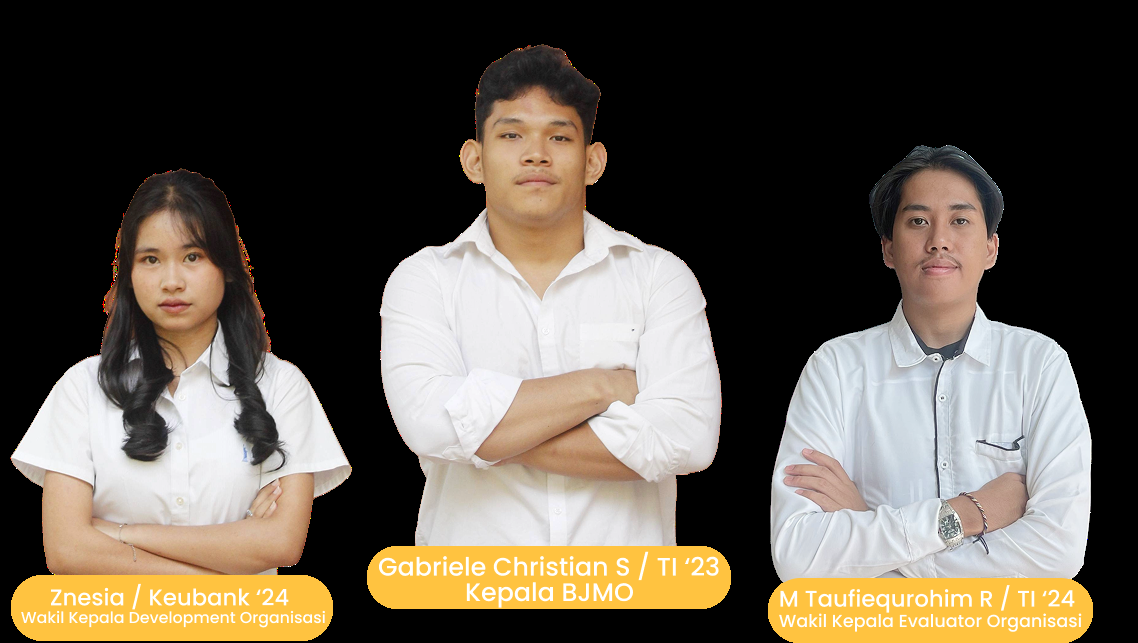 Gabriele Christian S / TI ‘23
Kepala BJMO
Znesia / Keubank ‘24
Wakil Kepala Development Organisasi
M Taufiequrohim R / TI ‘24
Wakil Kepala Evaluator Organisasi